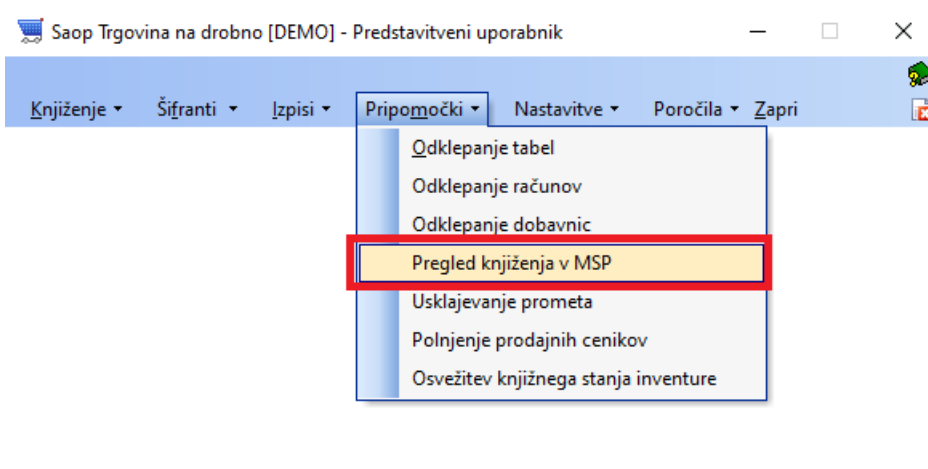 Saop Trgovina na drobno [DEMO] - Predstavitveni uporabnik
Knjiženje Šifranti Izpisi Pripomočki Nastavitve Poročila Zapri
Odklepanje tabel
Odklepanje računov
Odklepanje dobavnic
Pregled knjiženja v MSP
Usklajevanje prometa
Polnjenje prodajnih cenikov
Osvežitev knjižnega stanja inventure